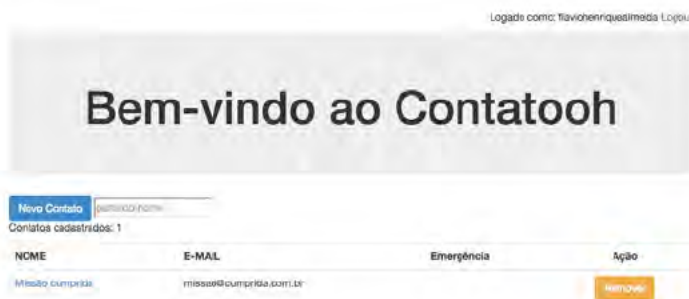 Logado como: flaviohenriquealmeida Logout
Bem-vindo ao Contatooh
Novo Contato
Contatos cadastrados: 1
NOME E-MAIL Emergência Ação
Missão cumprida missao@cumprida.com.br Remover